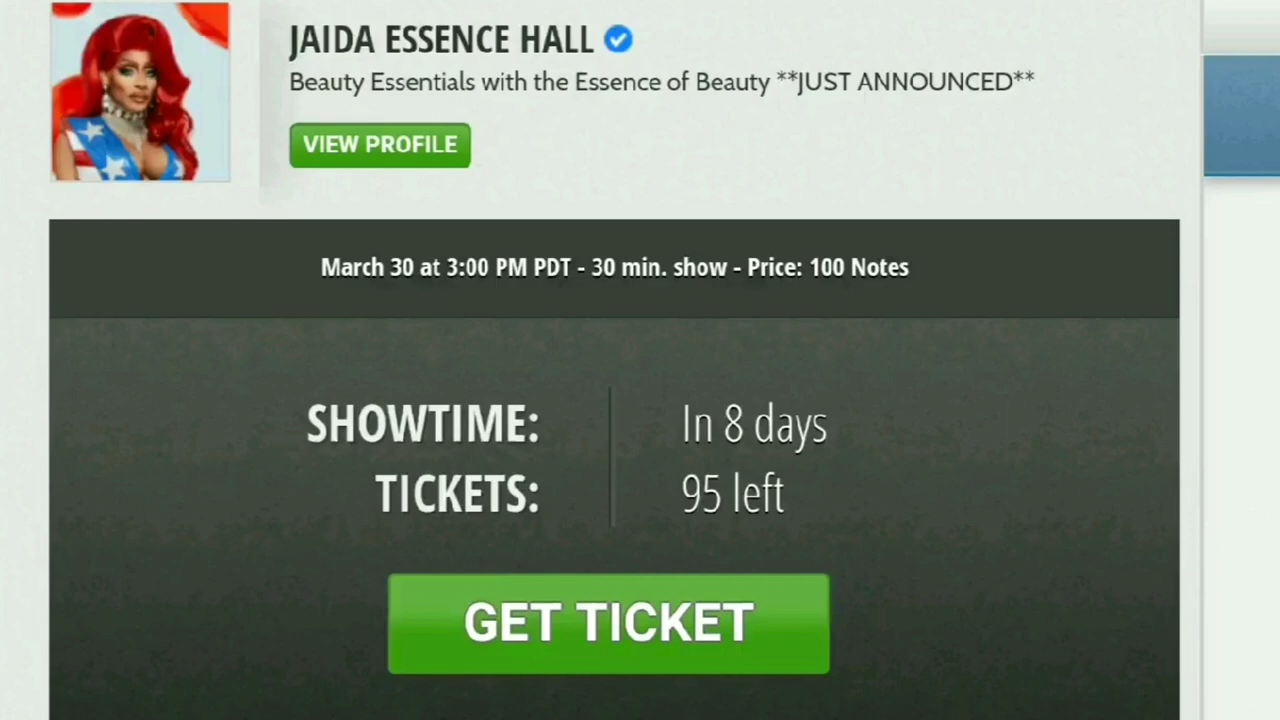 JAIDA ESSENCE HALL
Beauty Essentials with the Essence of Beauty **JUST ANNOUNCED**
VIEW PROFILE
March 30 at 3:00 PM PDT - 30 min. show - Price: 100 Notes
SHOWTIME: In 8 days
TICKETS: 95 left
GET TICKET